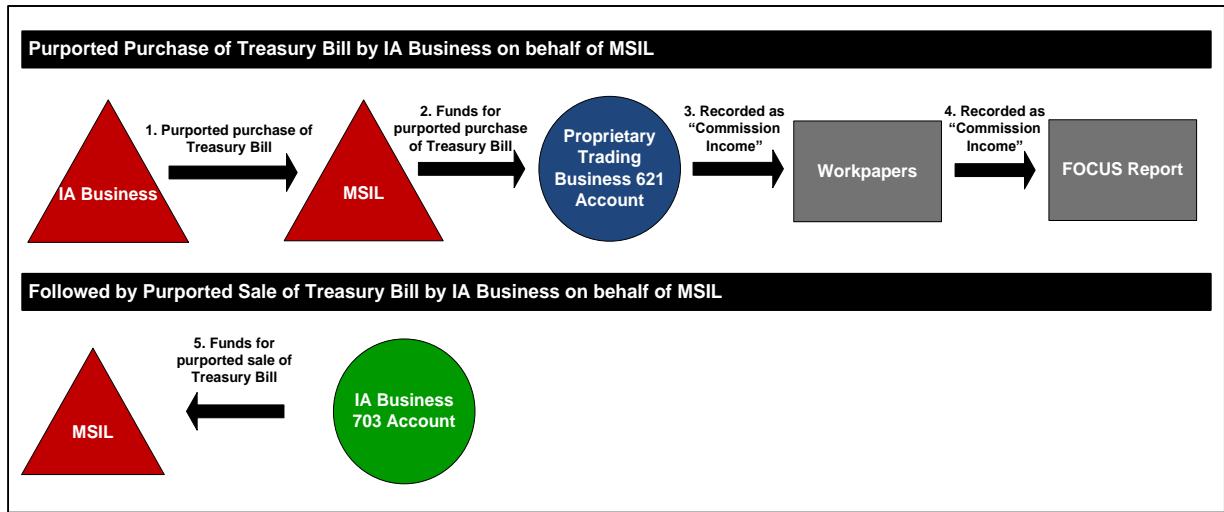 Purported Purchase of Treasury Bill by IA Business on behalf of MSIL
IA Business
1. Purported purchase of
Treasury Bill
MSIL
2. Funds for
purported purchase
of Treasury Bill
Proprietary
Trading
Business 621
Account
3. Recorded as
“Commission
Income”
Workpapers
4. Recorded as
“Commission
Income”
FOCUS Report
Followed by Purported Sale of Treasury Bill by IA Business on behalf of MSIL
MSIL
5. Funds for
purported sale of
Treasury Bill
IA Business
703 Account